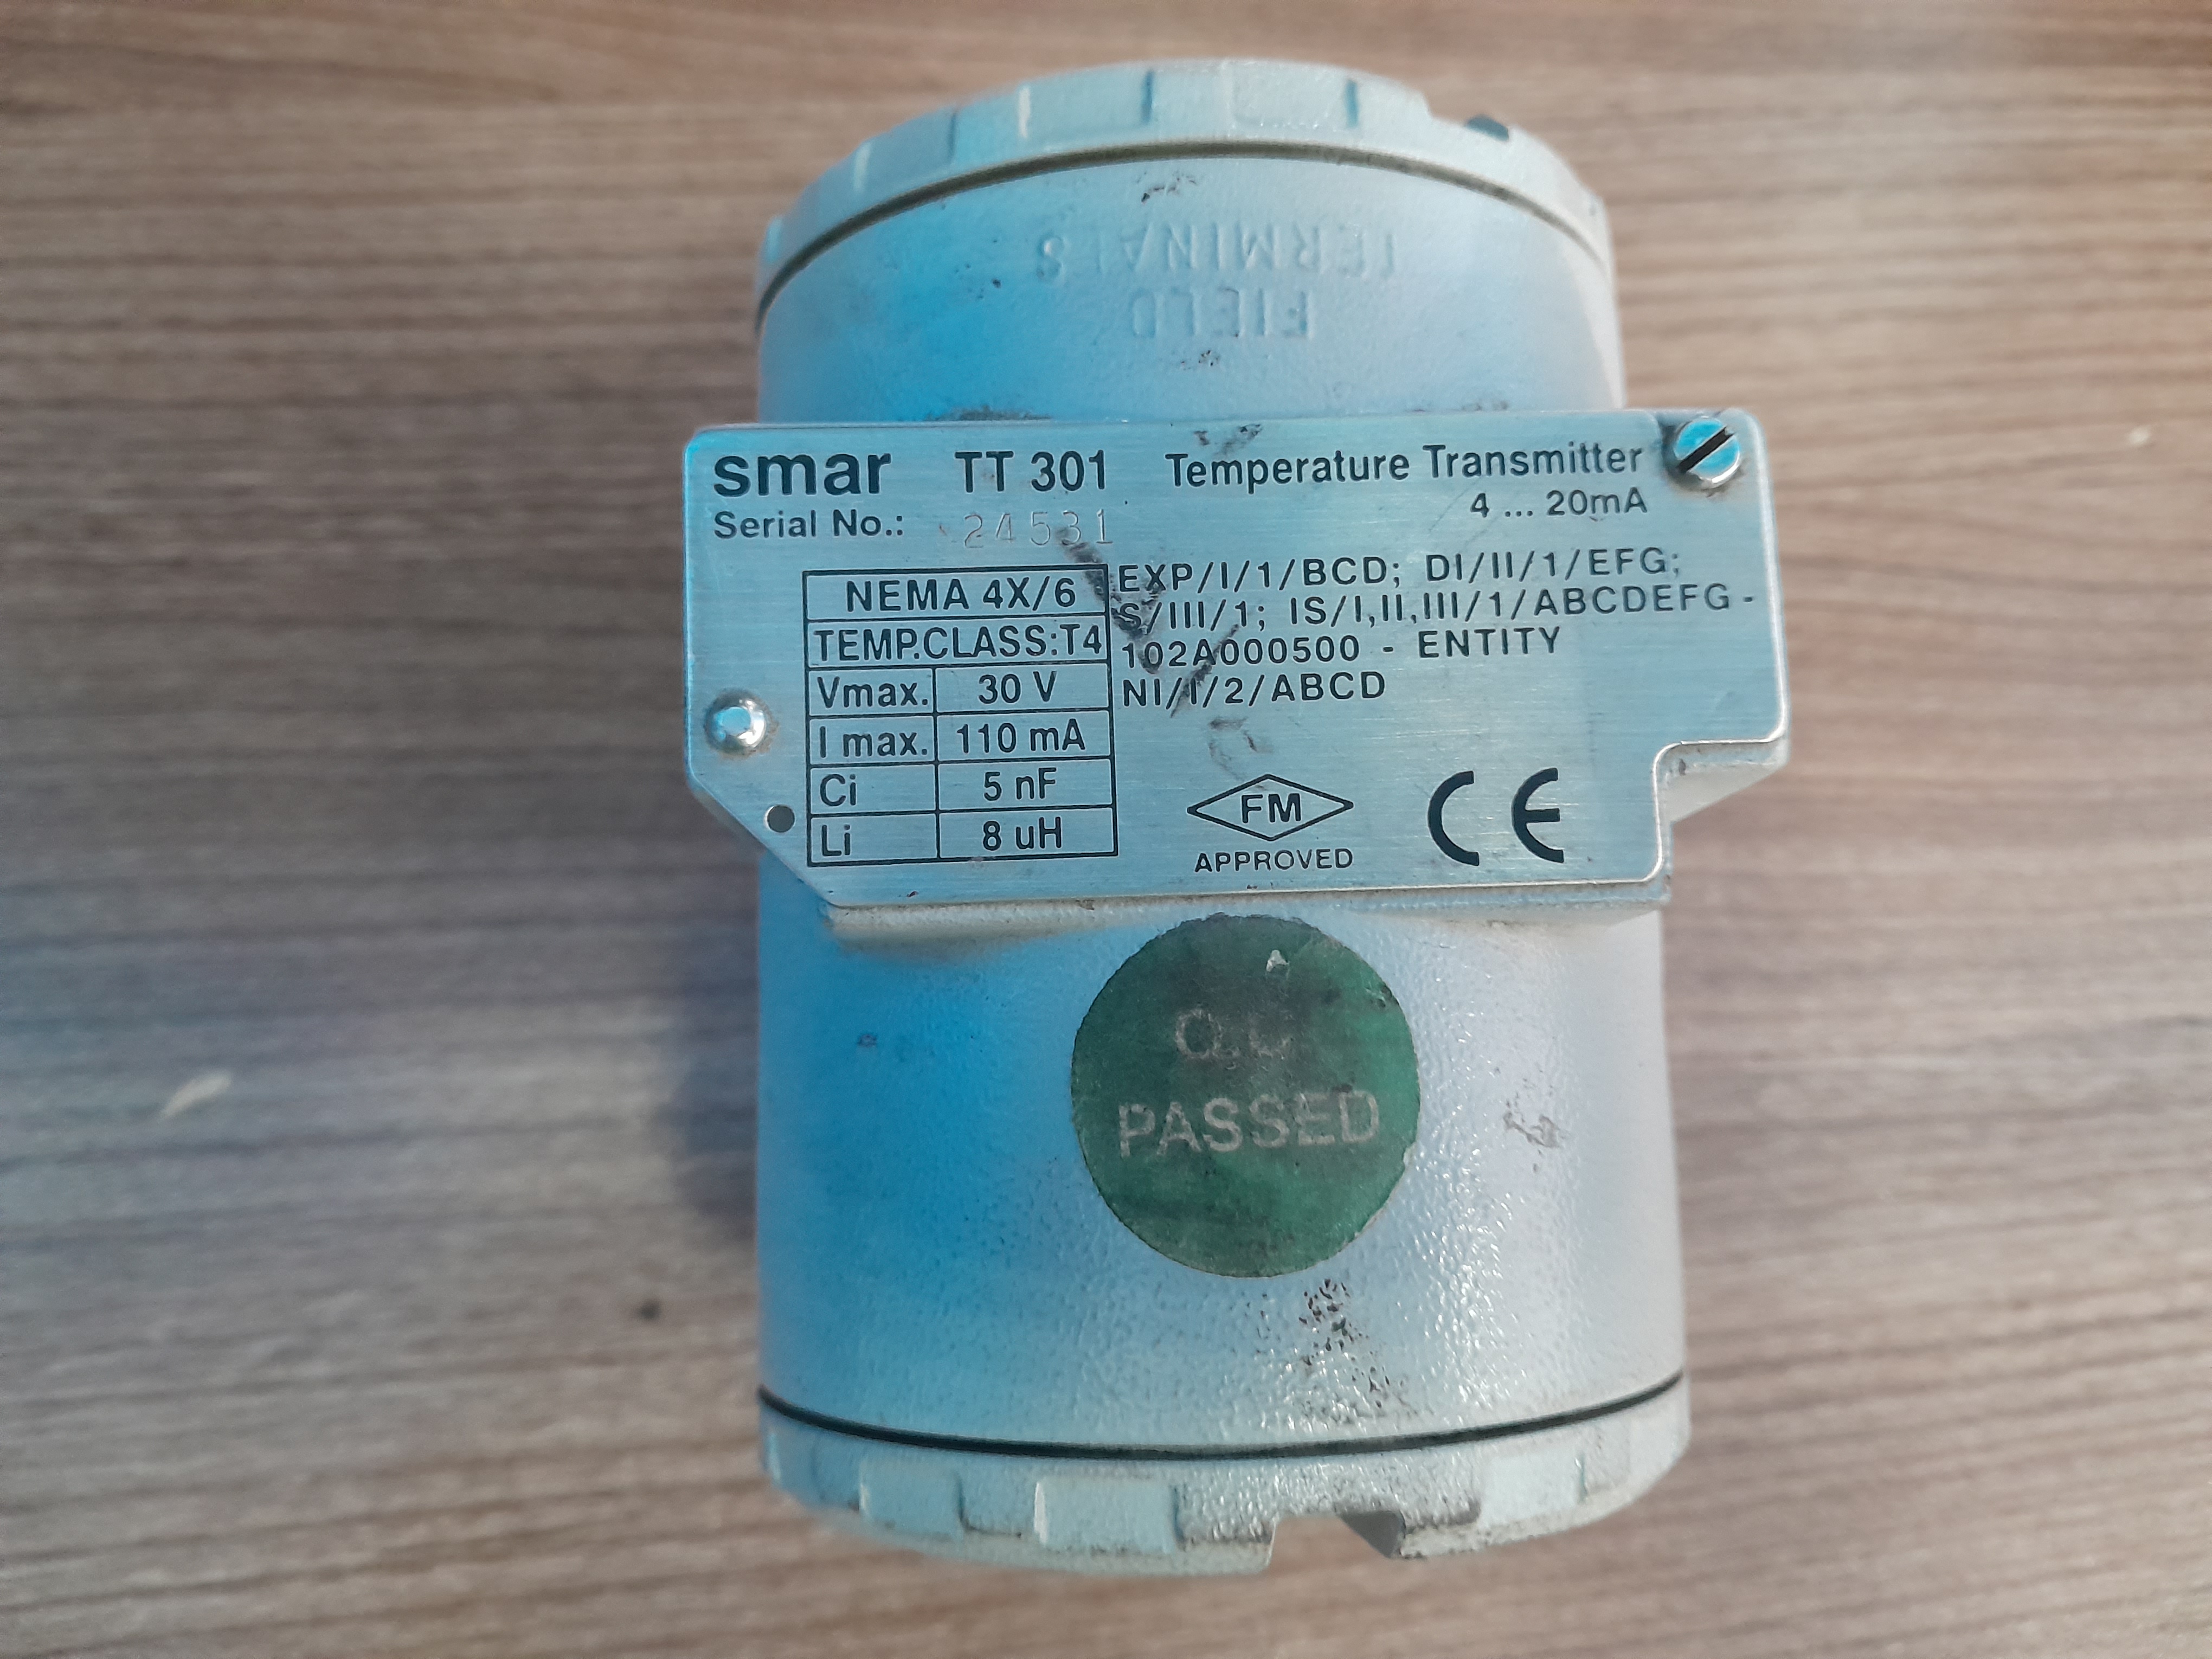 FIELD
TERMINALS
smar TT 301 Temperature Transmitter
4 ... 20mA
Serial No.: 24531
NEMA 4X/6
TEMP.CLASS:T4
Vmax. 30 V
I max. 110 mA
Ci 5 nF
Li 8 uH
EXP/I/1/BCD; DI/II/1/EFG;
S/III/1; IS/I,II,III/1/ABCDEFG -
102A000500 - ENTITY
NI/I/2/ABCD
FM
APPROVED
CE
Q.C
PASSED